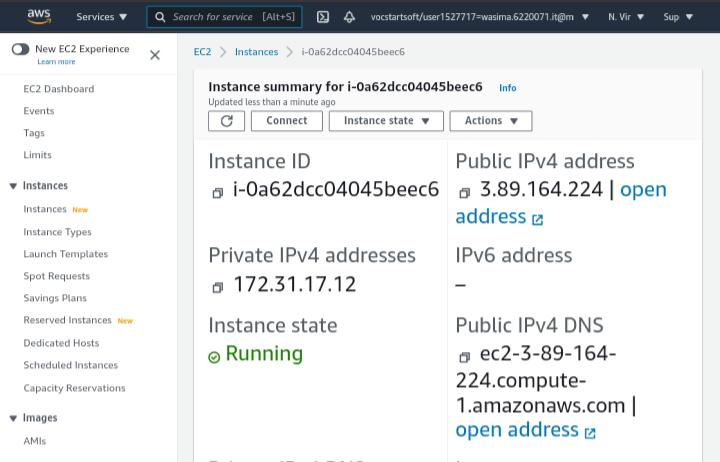 aws
Services
Search for service [Alt+S]
vocstartsoft/user1527717=wasima.6220071.it@m
N. Vir
Sup
New EC2 Experience
Learn more
EC2 Dashboard
Events
Tags
Limits
Instances
Instances New
Instance Types
Launch Templates
Spot Requests
Savings Plans
Reserved Instances New
Dedicated Hosts
Scheduled Instances
Capacity Reservations
Images
AMIs
EC2 > Instances > i-0a62dcc04045beec6
Instance summary for i-0a62dcc04045beec6 Info
Updated less than a minute ago
Connect
Instance state
Actions
Instance ID
i-0a62dcc04045beec6
Public IPv4 address
3.89.164.224 | open
address
Private IPv4 addresses
172.31.17.12
IPv6 address
–
Instance state
Running
Public IPv4 DNS
ec2-3-89-164-
224.compute-
1.amazonaws.com |
open address